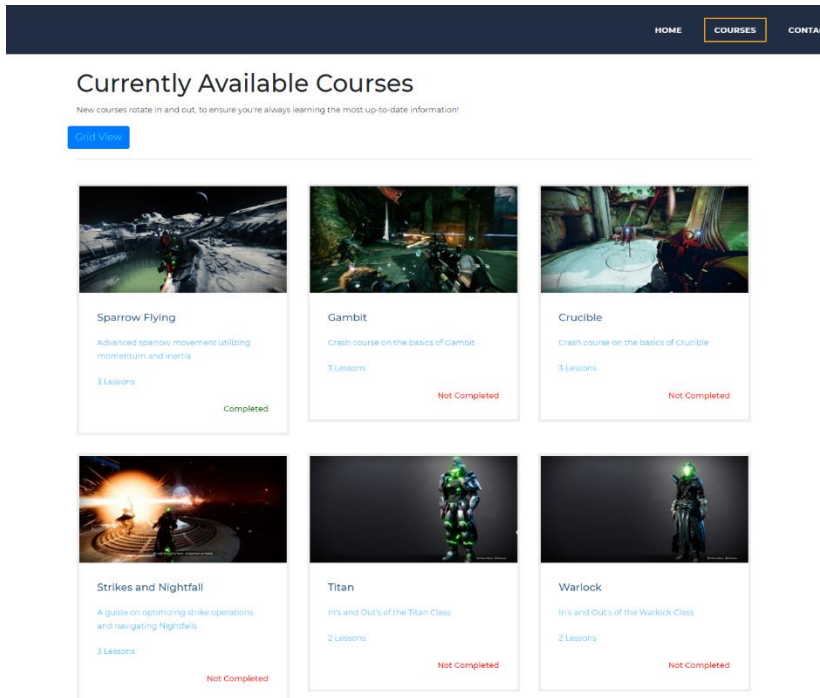 HOME COURSES CONTA
Currently Available Courses
New courses rotate in and out, to ensure you're always learning the most up-to-date information!
Grid View
Sparrow Flying
Advanced sparrow movement utilizing
momentum and inertia
3 Lessons
Completed
Gambit
Crash course on the basics of Gambit
3 Lessons
Not Completed
Crucible
Crash course on the basics of Crucible
3 Lessons
Not Completed
Strikes and Nightfall
A guide on optimizing strike operations
and navigating Nightfalls
3 Lessons
Not Completed
Titan
In's and Out's of the Titan Class
2 Lessons
Not Completed
Warlock
In's and Out's of the Warlock Class
2 Lessons
Not Completed